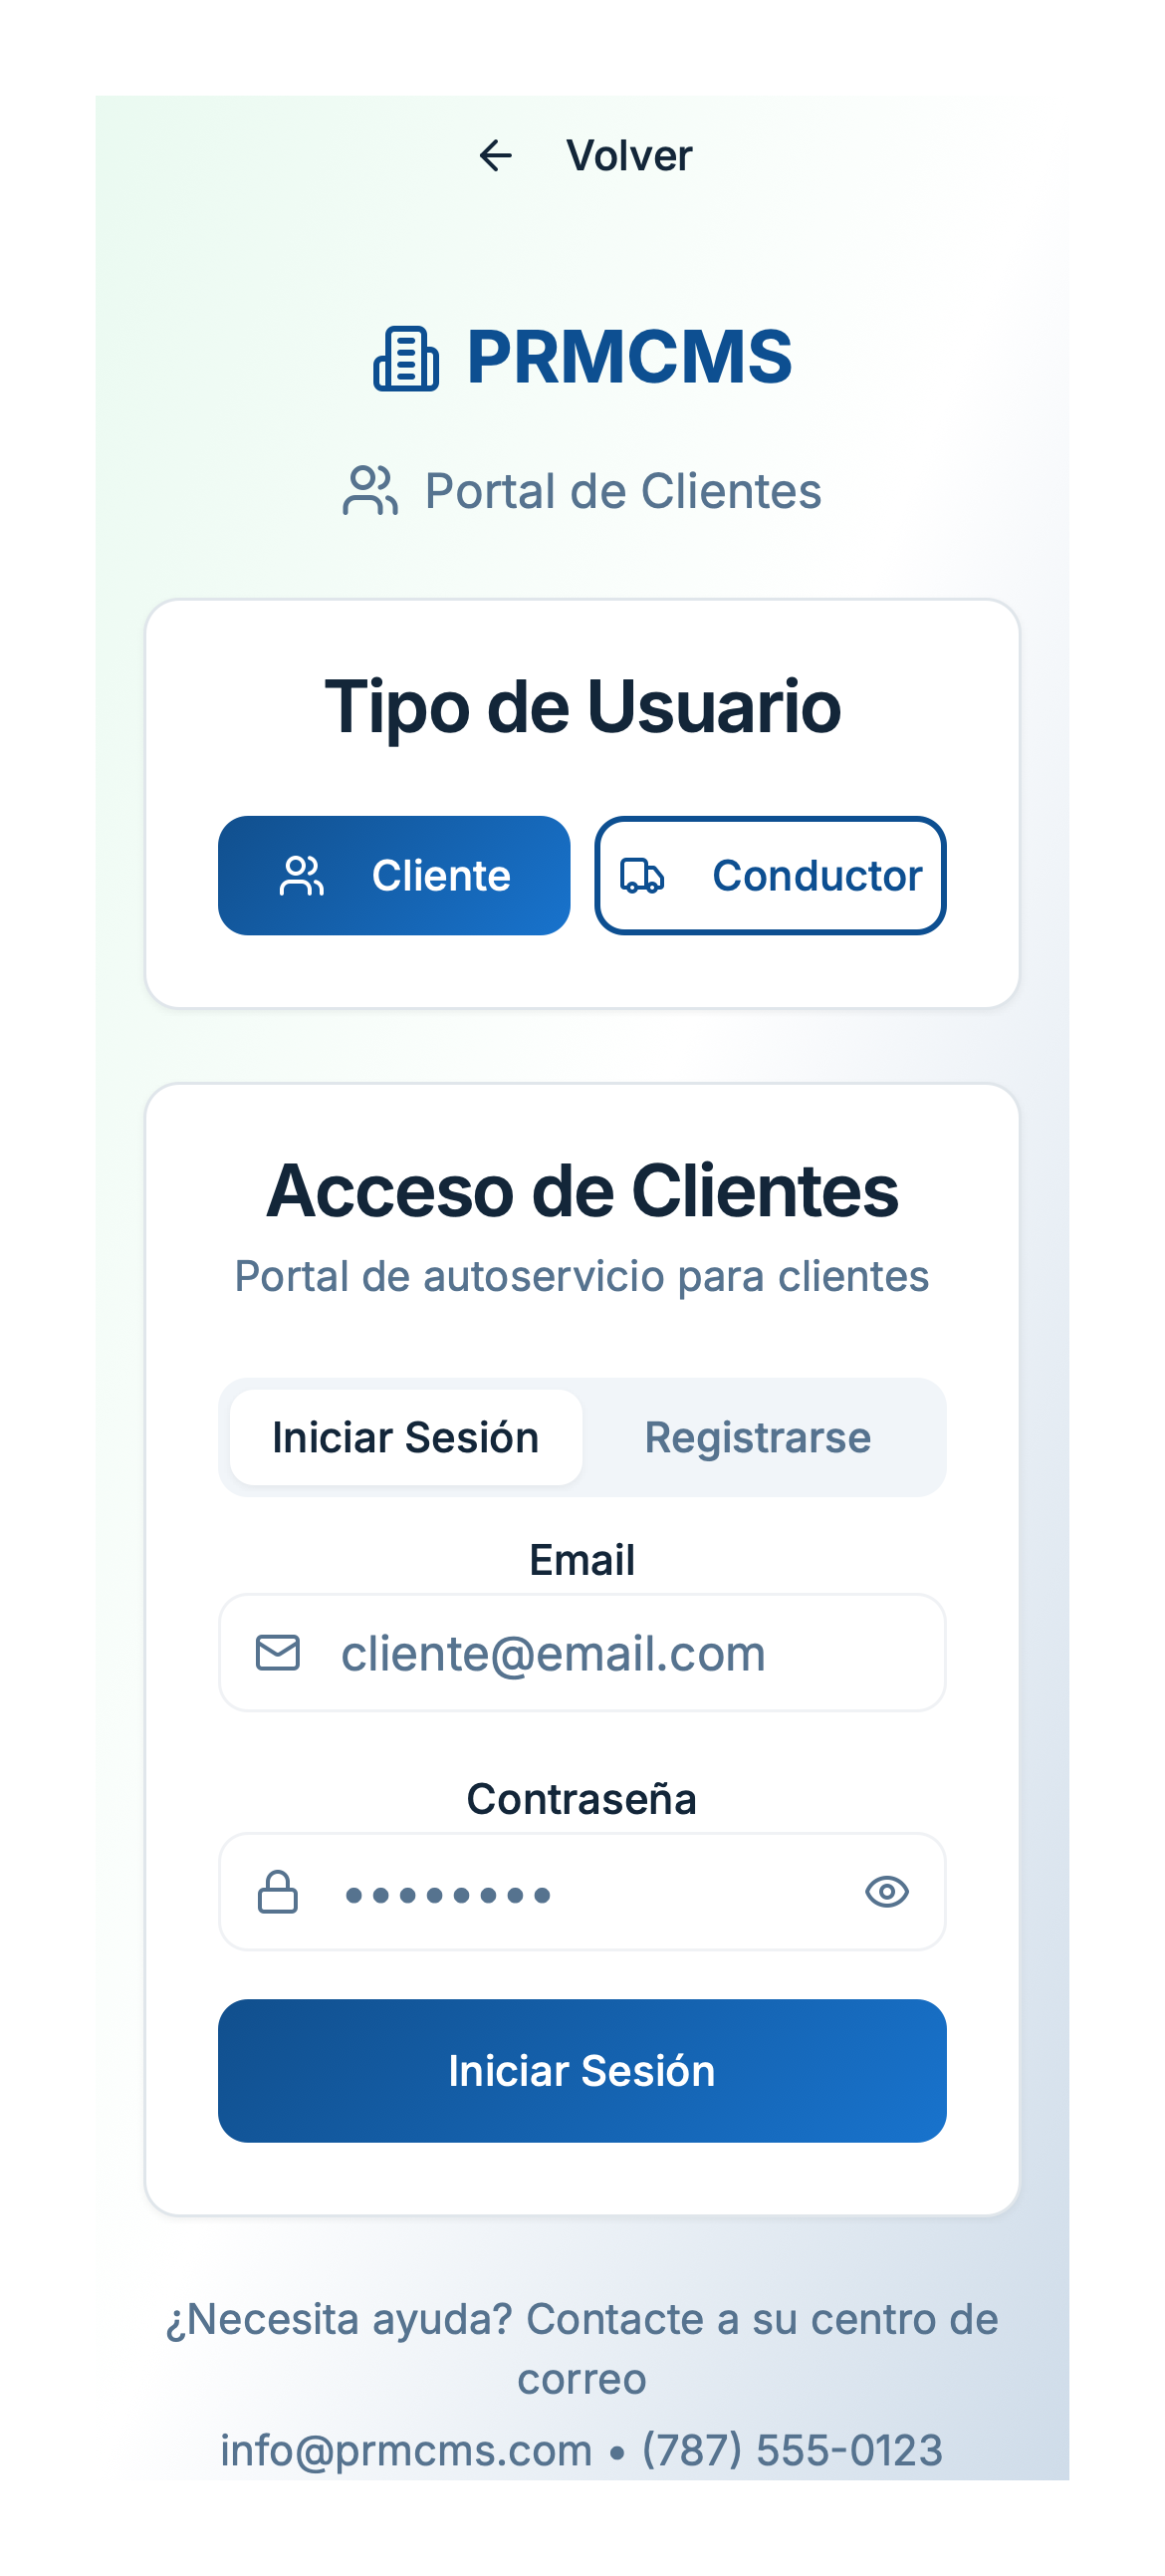 Volver
PRMCMS
Portal de Clientes
Tipo de Usuario
Cliente
Conductor
Acceso de Clientes
Portal de autoservicio para clientes
Iniciar Sesión
Registrarse
Email
cliente@email.com
Contraseña
••••••••
Iniciar Sesión
¿Necesita ayuda? Contacte a su centro de
correo
info@prmcms.com • (787) 555-0123